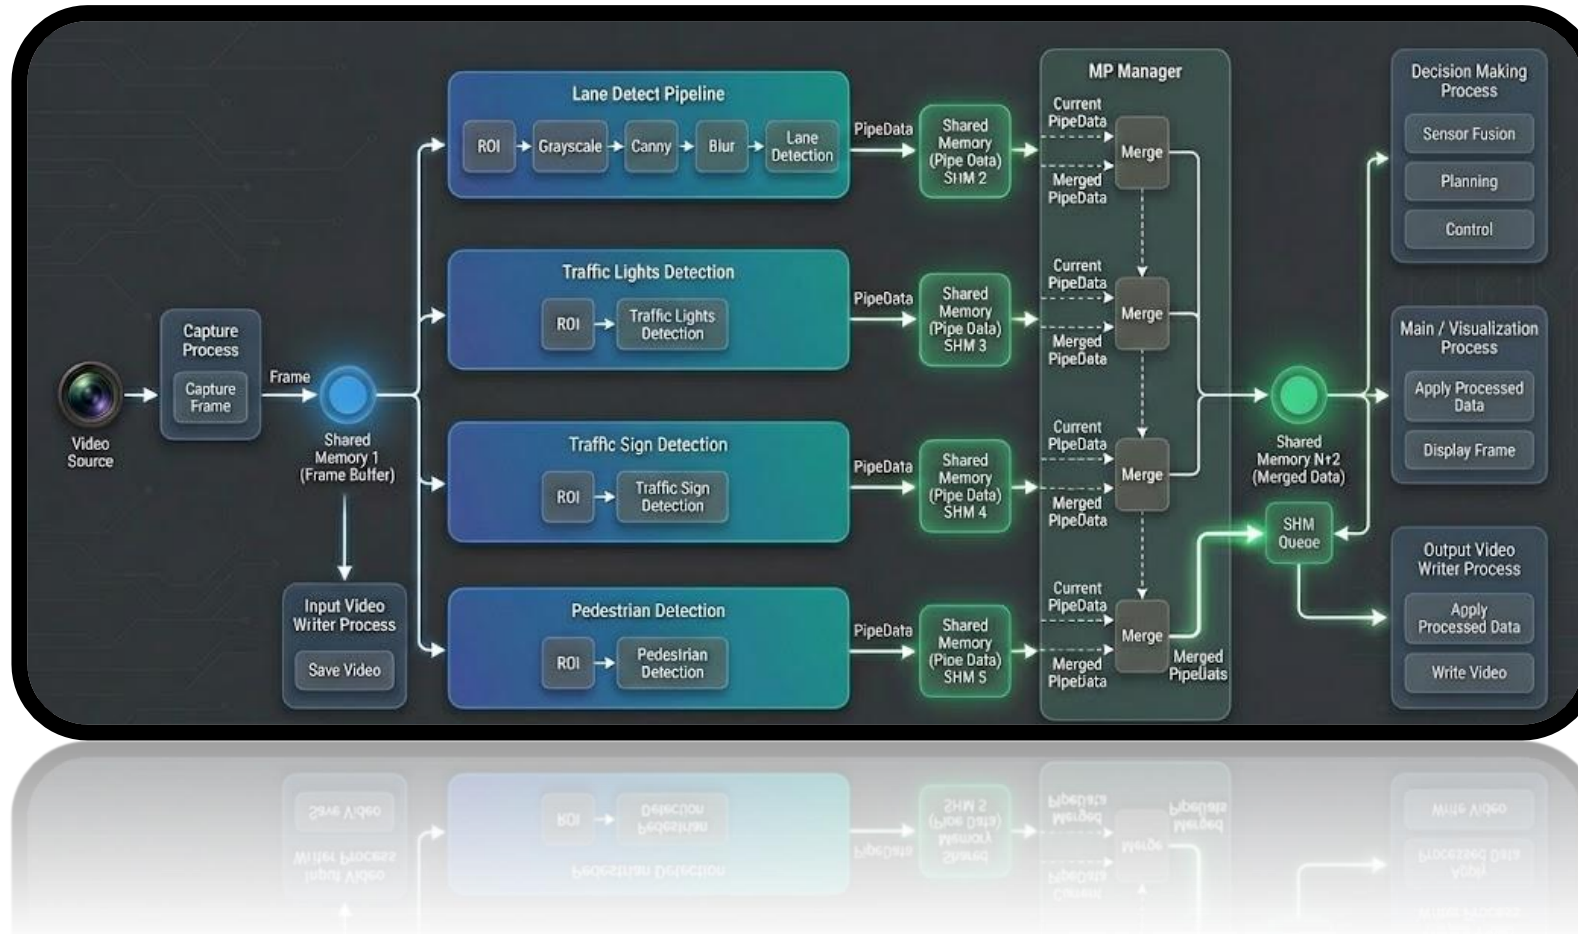 Video
Source
Capture
Process
Capture
Frame
Frame
Shared
Memory 1
(Frame Buffer)
Input Video
Writer Process
Save Video
Lane Detect Pipeline
ROI
Grayscale
Canny
Blur
Lane
Detection
Traffic Lights Detection
ROI
Traffic Lights
Detection
Traffic Sign Detection
ROI
Traffic Sign
Detection
Pedestrian Detection
ROI
Pedestrian
Detection
PipeData
Shared
Memory
(Pipe Data)
SHM 2
PipeData
Shared
Memory
(Pipe Data)
SHM 3
PipeData
Shared
Memory
(Pipe Data)
SHM 4
PipeData
Shared
Memory
(Pipe Data)
SHM S
MP Manager
Current
PipeData
Merged
PipeData
Merge
Current
PipeData
Merged
PipeData
Merge
Current
PipeData
Merged
PipeData
Merge
Current
PipeData
Merged
PipeData
Merge
Merged
Shared
Memory N+2
(Merged Data)
SHM
Decision Making
Process
Sensor Fusion
Planning
Control
Main / Visualization
Process
Apply Processed
Data
Display Frame
Output Video
Writer Process
Apply
Processed Data
Write Video